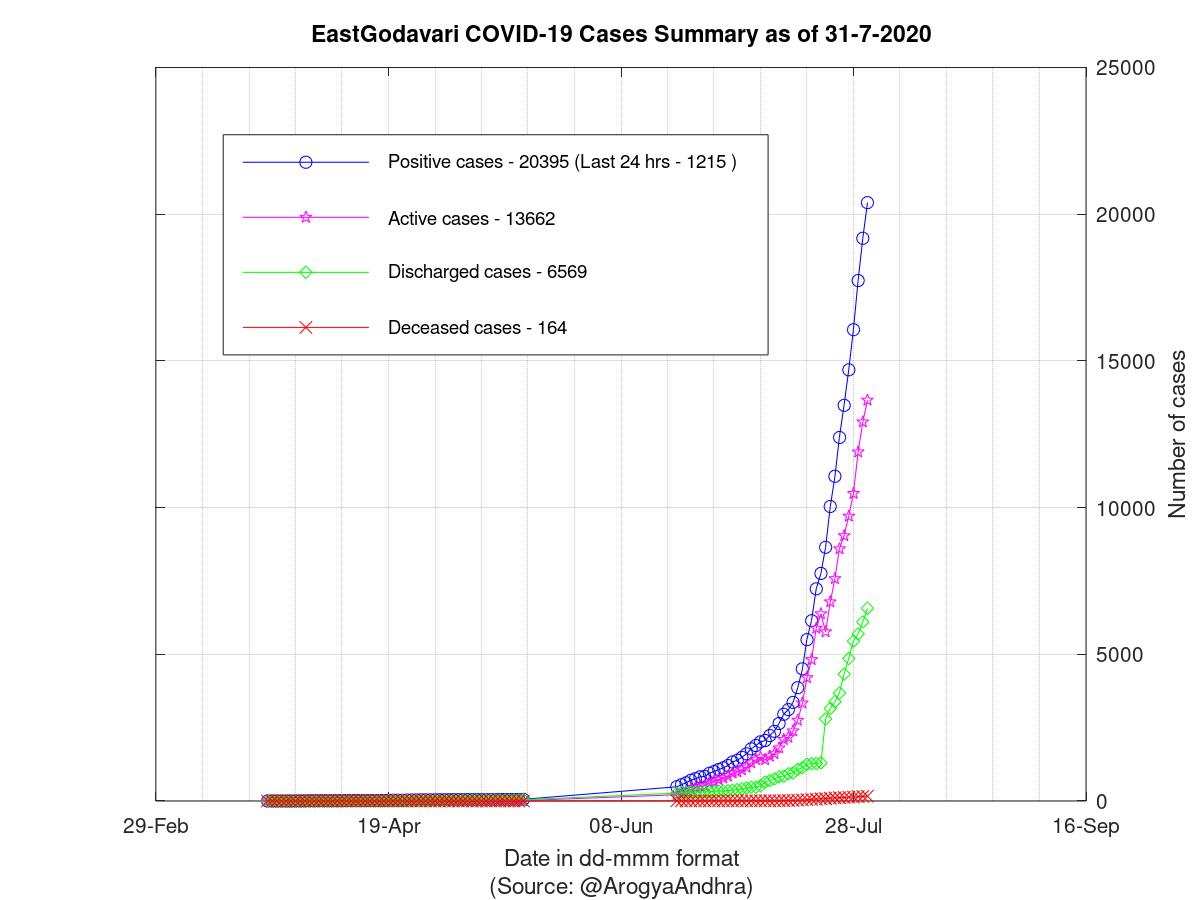 EastGodavari COVID-19 Cases Summary as of 31-7-2020
25000
Positive cases - 20395 (Last 24 hrs - 1215 )
Active cases - 13662
20000
Discharged cases - 6569
Deceased cases - 164
15000
Number of cases
10000
5000
0
29-Feb 19-Apr 08-Jun 28-Jul 16-Sep
Date in dd-mmm format
(Source: @ArogyaAndhra)